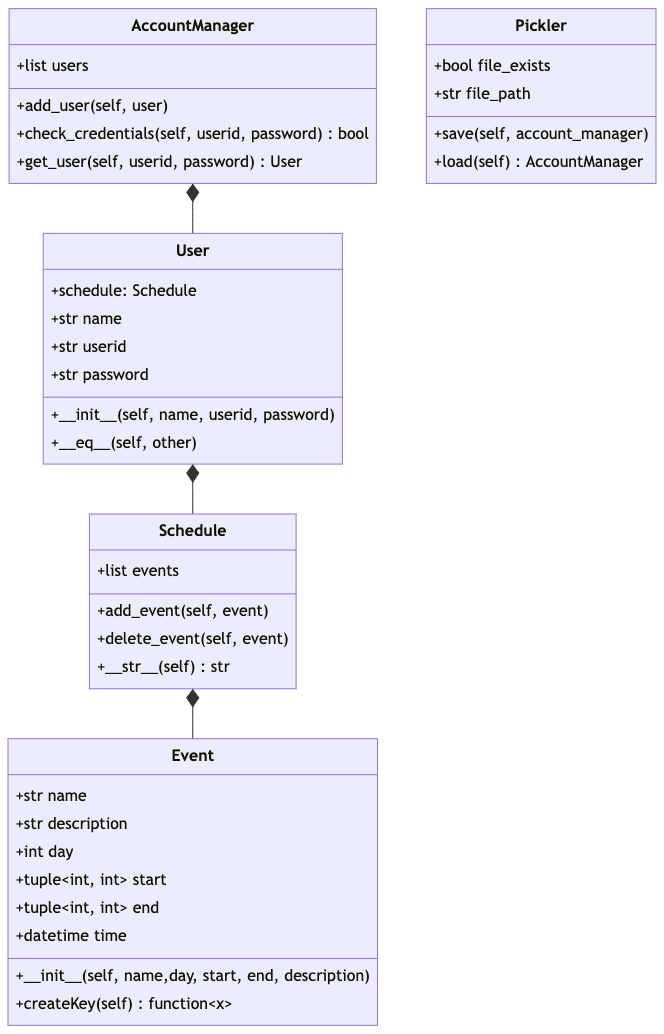 AccountManager
+list users
+add_user(self, user)
+check_credentials(self, userid, password) : bool
+get_user(self, userid, password) : User
Pickler
+bool file_exists
+str file_path
+save(self, account_manager)
+load(self) : AccountManager
User
+schedule: Schedule
+str name
+str userid
+str password
+__init__(self, name, userid, password)
+__eq__(self, other)
Schedule
+list events
+add_event(self, event)
+delete_event(self, event)
+__str__(self) : str
Event
+str name
+str description
+int day
+tuple<int, int> start
+tuple<int, int> end
+datetime time
+__init__(self, name,day, start, end, description)
+createKey(self) : function<x>